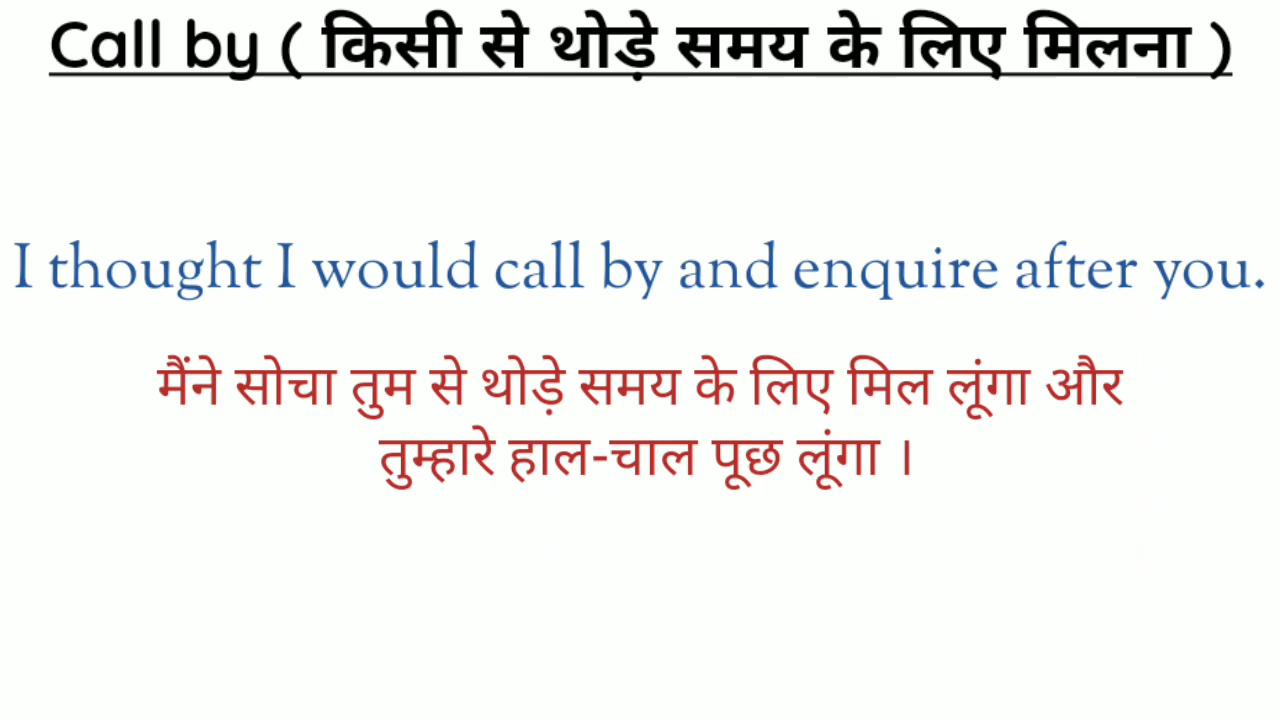 Call by ( किसी से थोड़े समय के लिए मिलना )
I thought I would call by and enquire after you.
मैंने सोचा तुम से थोड़े समय के लिए मिल लूंगा और
तुम्हारे हाल-चाल पूछ लूंगा ।